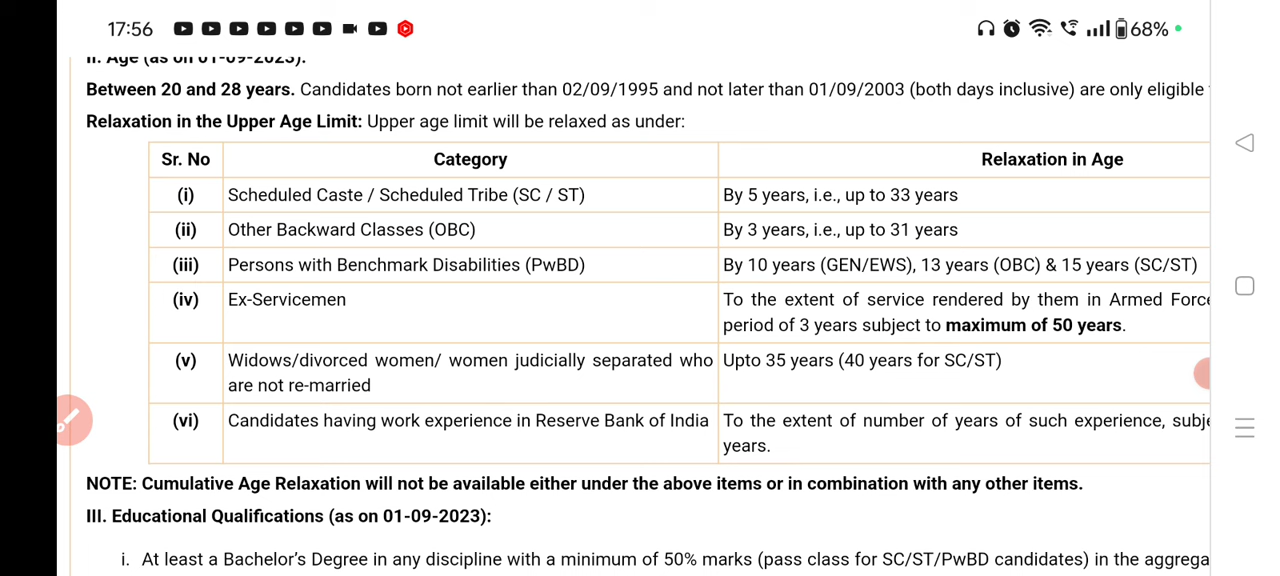 17:56
68%
II. Age (as on 01-09-2023):
Between 20 and 28 years. Candidates born not earlier than 02/09/1995 and not later than 01/09/2003 (both days inclusive) are only eligible
Relaxation in the Upper Age Limit: Upper age limit will be relaxed as under:
Sr. No Category Relaxation in Age
(i) Scheduled Caste / Scheduled Tribe (SC / ST) By 5 years, i.e., up to 33 years
(ii) Other Backward Classes (OBC) By 3 years, i.e., up to 31 years
(iii) Persons with Benchmark Disabilities (PwBD) By 10 years (GEN/EWS), 13 years (OBC) & 15 years (SC/ST)
(iv) Ex-Servicemen To the extent of service rendered by them in Armed Force
period of 3 years subject to maximum of 50 years.
(v) Widows/divorced women/ women judicially separated who Upto 35 years (40 years for SC/ST)
are not re-married
(vi) Candidates having work experience in Reserve Bank of India To the extent of number of years of such experience, subje
years.
NOTE: Cumulative Age Relaxation will not be available either under the above items or in combination with any other items.
III. Educational Qualifications (as on 01-09-2023):
i. At least a Bachelor's Degree in any discipline with a minimum of 50% marks (pass class for SC/ST/PwBD candidates) in the aggrega